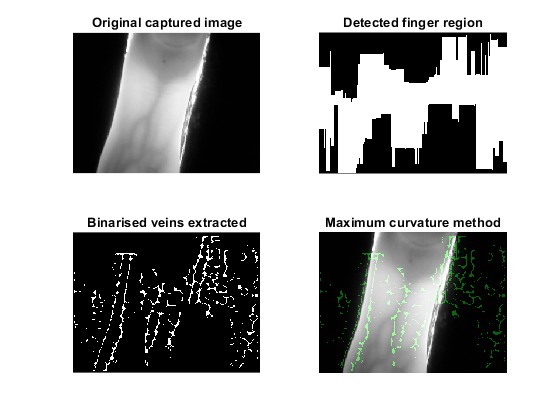 Original captured image
Detected finger region
Binarised veins extracted
Maximum curvature method